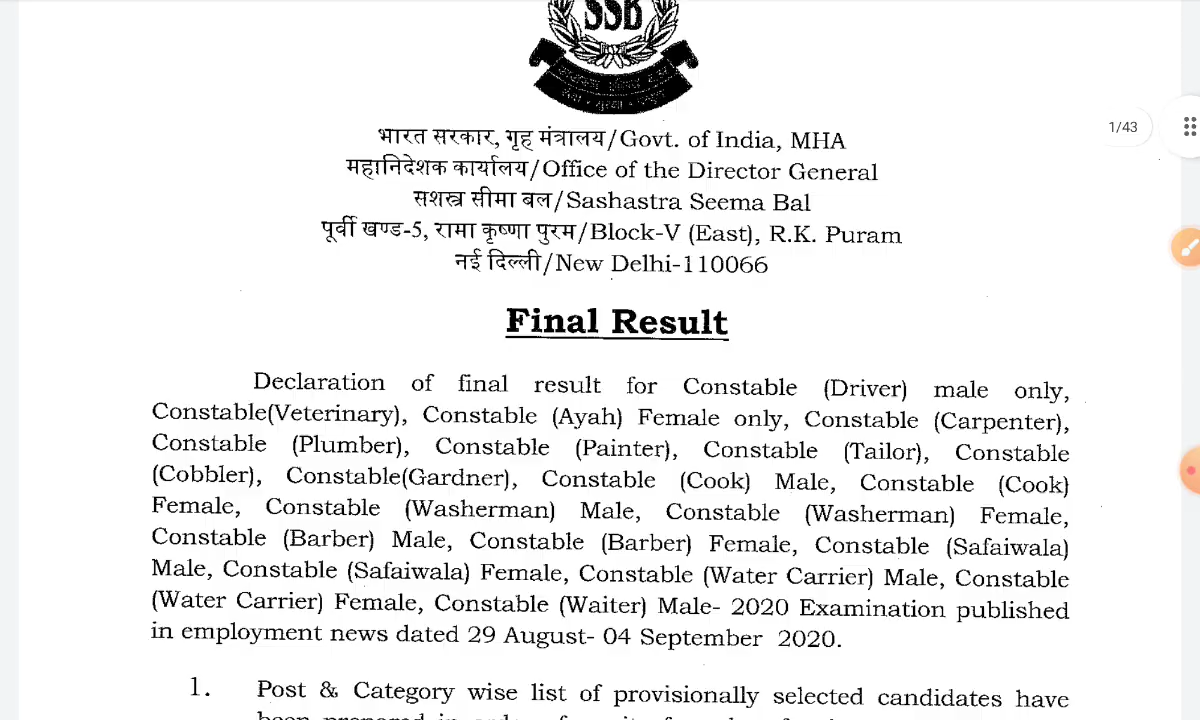 SSB
भारत सरकार, गृह मंत्रालय/Govt. of India, MHA
1/43
महानिदेशक कार्यालय/Office of the Director General
सशस्त्र सीमा बल/Sashastra Seema Bal
पूर्वी खण्ड-5, रामा कृष्णा पुरम/Block-V (East), R.K. Puram
नई दिल्ली/New Delhi-110066
Final Result
Declaration of final result for Constable (Driver) male only,
Constable(Veterinary), Constable (Ayah) Female only, Constable (Carpenter),
Constable (Plumber), Constable (Painter), Constable (Tailor), Constable
(Cobbler), Constable(Gardner), Constable (Cook) Male, Constable (Cook)
Female, Constable (Washerman) Male, Constable (Washerman) Female,
Constable (Barber) Male, Constable (Barber) Female, Constable (Safaiwala)
Male, Constable (Safaiwala) Female, Constable (Water Carrier) Male, Constable
(Water Carrier) Female, Constable (Waiter) Male- 2020 Examination published
in employment news dated 29 August- 04 September 2020.
1. Post & Category wise list of provisionally selected candidates have